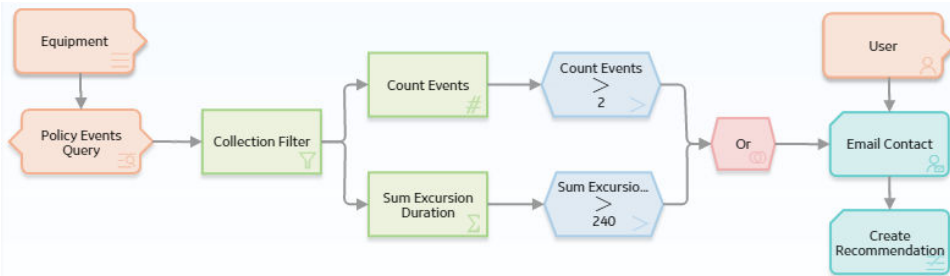 Equipment
Policy Events
Query
Collection Filter
Count Events
#
Sum Excursion
Duration
Σ
Count Events
>
2
>
Sum Excursio...
>
240
>
Or
User
Email Contact
Create
Recommendation